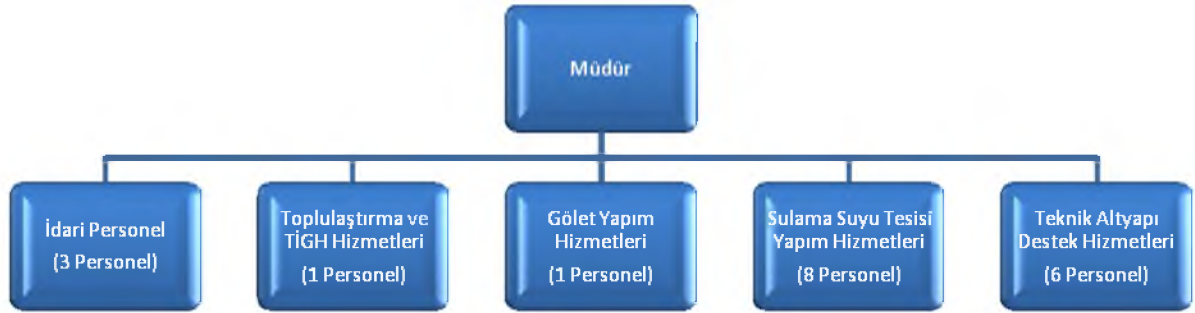 Müdür
İdari Personel
(3 Personel)
Toplulaştırma ve
TİGH Hizmetleri
(1 Personel)
Gölet Yapım
Hizmetleri
(1 Personel)
Sulama Suyu Tesisi
Yapım Hizmetleri
(8 Personel)
Teknik Altyapı
Destek Hizmetleri
(6 Personel)